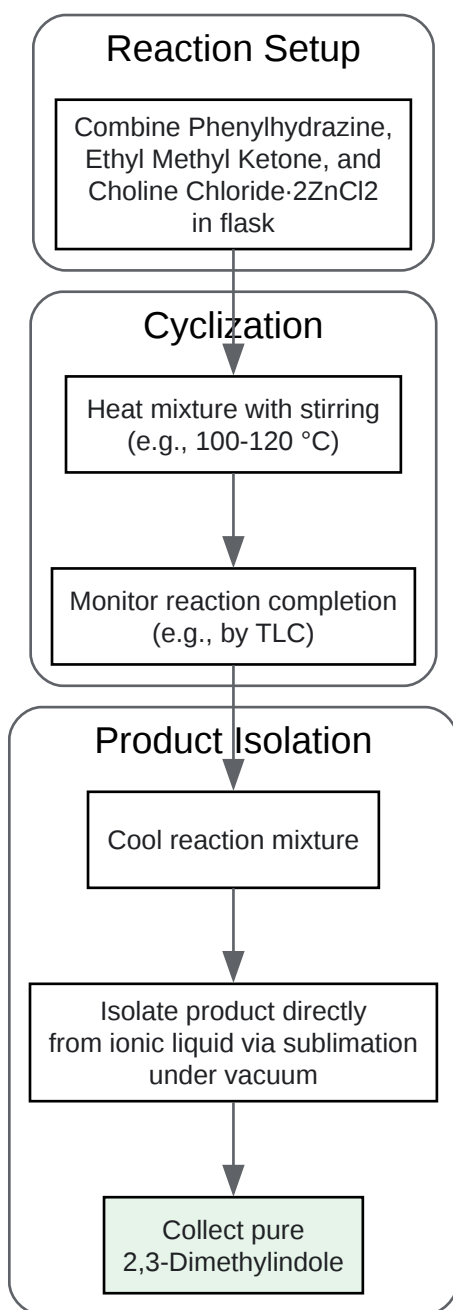 Reaction Setup
Combine Phenylhydrazine,
Ethyl Methyl Ketone, and
Choline Chloride·2ZnCl2
in flask
Cyclization
Heat mixture with stirring
(e.g., 100-120 °C)
Monitor reaction completion
(e.g., by TLC)
Product Isolation
Cool reaction mixture
Isolate product directly
from ionic liquid via sublimation
under vacuum
Collect pure
2,3-Dimethylindole